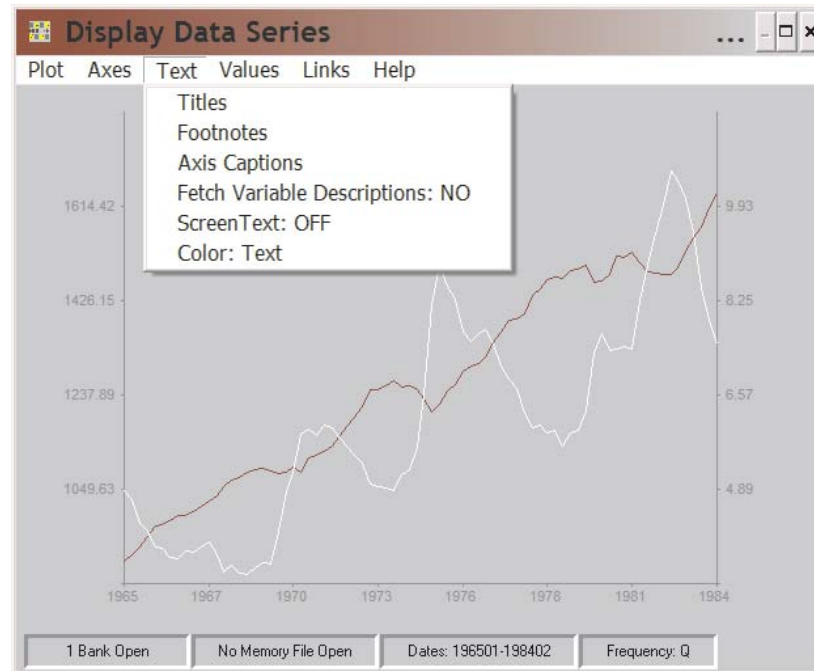 Display Data Series ...
Plot Axes Text Values Links Help
Titles
Footnotes
Axis Captions
Fetch Variable Descriptions: NO
ScreenText: OFF
Color: Text
1614.42 9.93
1426.15 8.25
1237.89 6.57
1049.63 4.89
1965 1967 1970 1973 1976 1978 1981 1984
1 Bank Open No Memory File Open Dates: 196501-198402 Frequency: Q